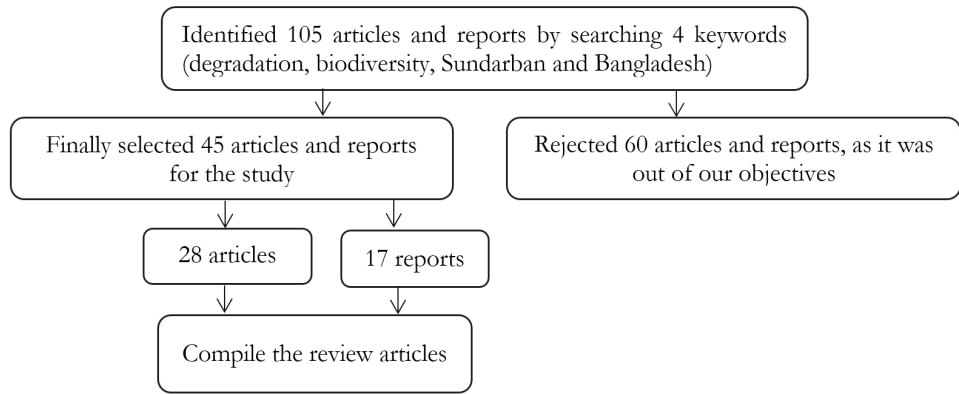 Identified 105 articles and reports by searching 4 keywords
(degradation, biodiversity, Sundarban and Bangladesh)
Finally selected 45 articles and reports
for the study
Rejected 60 articles and reports, as it was
out of our objectives
28 articles
17 reports
Compile the review articles